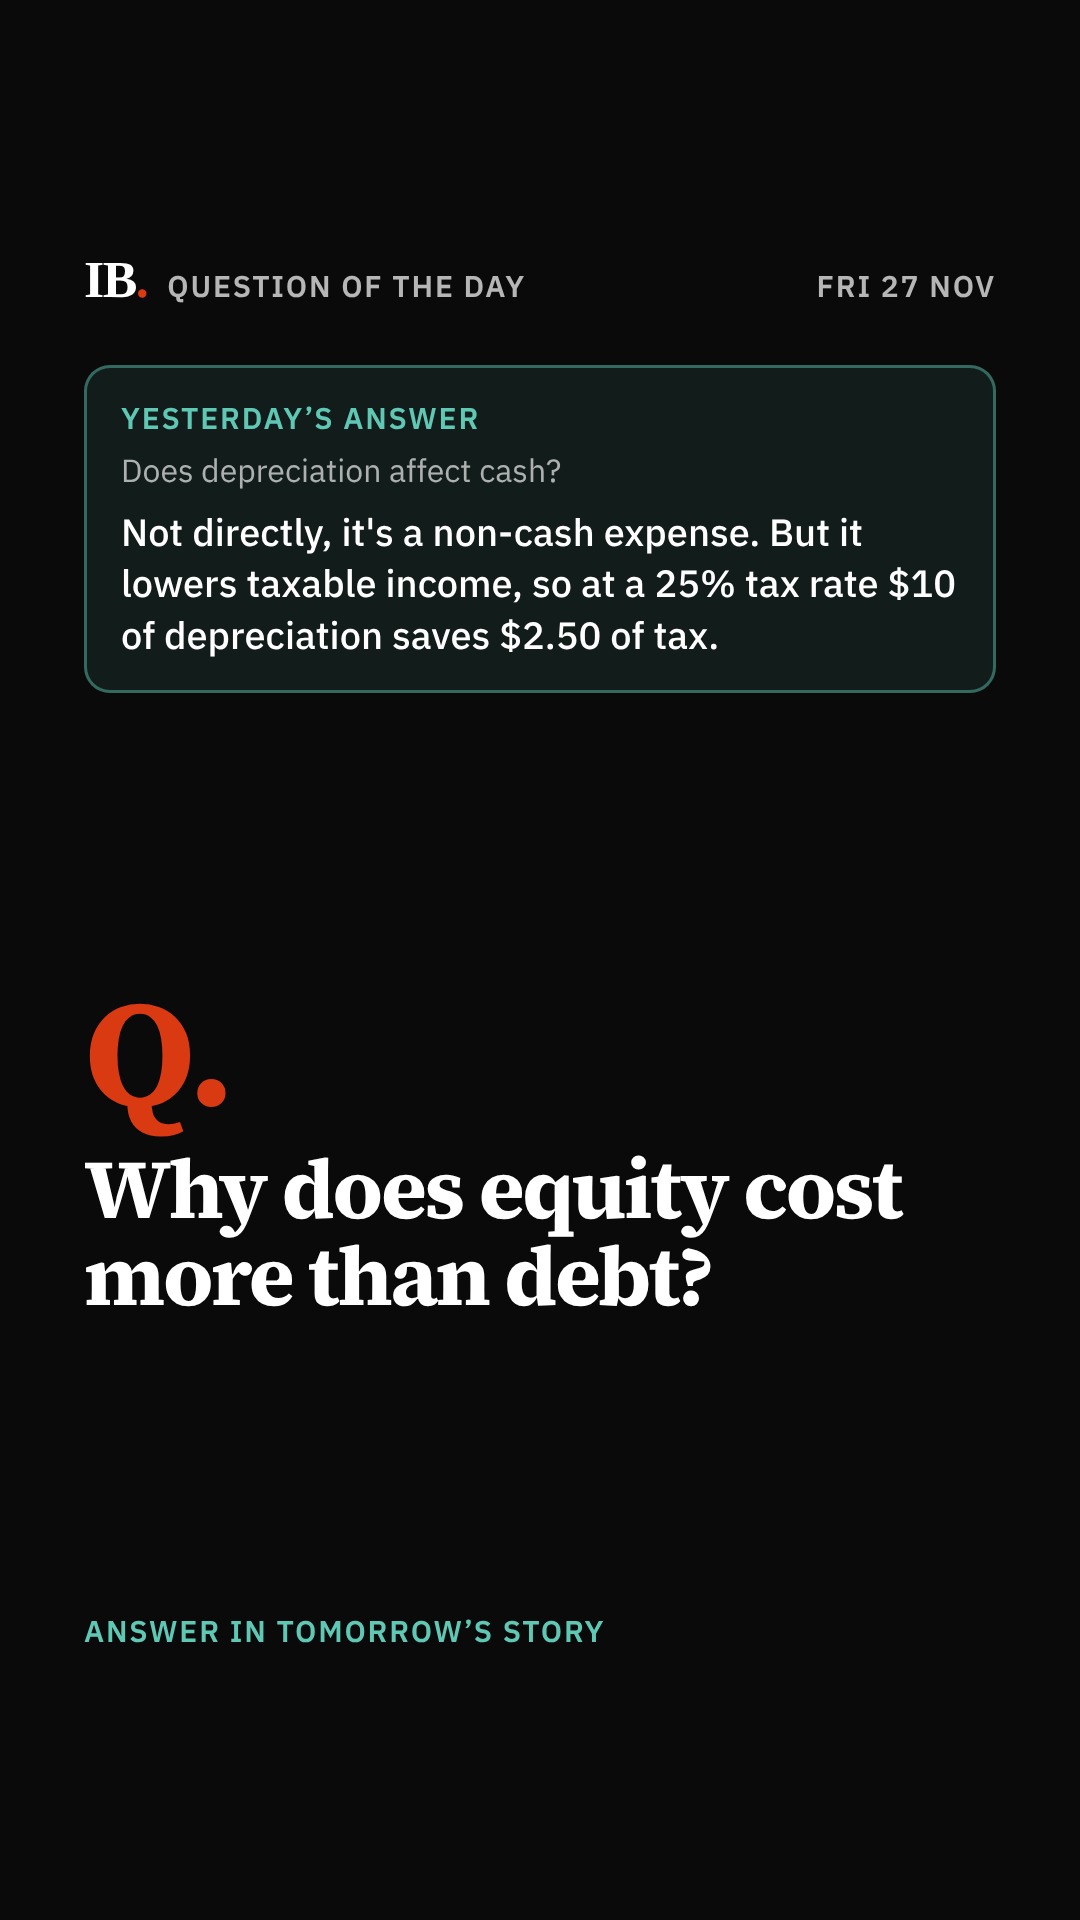 IB. QUESTION OF THE DAY
FRI 27 NOV
YESTERDAY’S ANSWER
Does depreciation affect cash?
Not directly, it's a non-cash expense. But it
lowers taxable income, so at a 25% tax rate $10
of depreciation saves $2.50 of tax.
Q.
Why does equity cost
more than debt?
ANSWER IN TOMORROW’S STORY